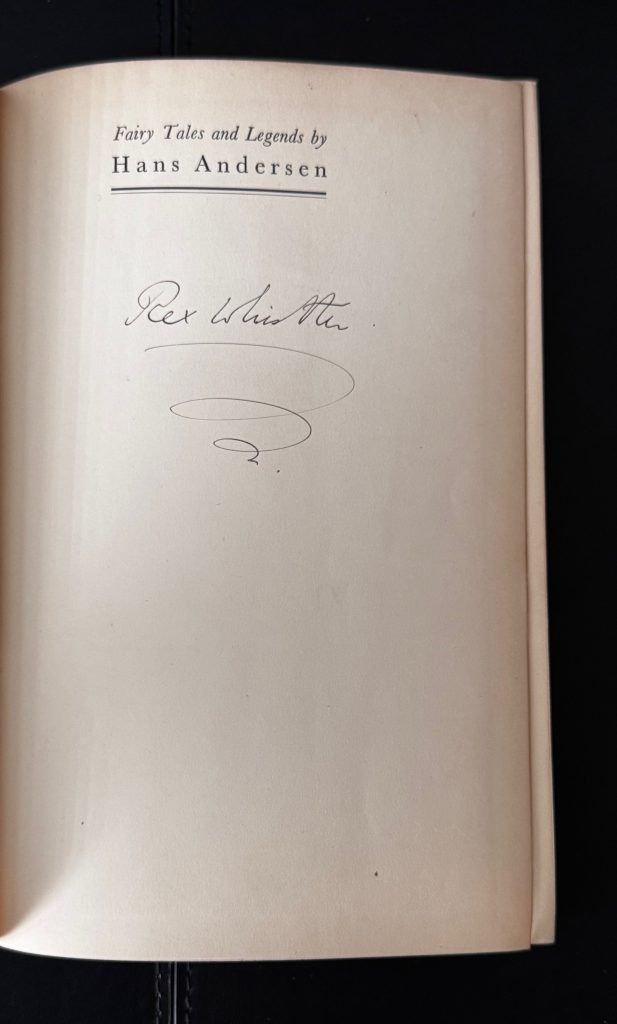 Fairy Tales and Legends by
Hans Andersen
Rex Whistler